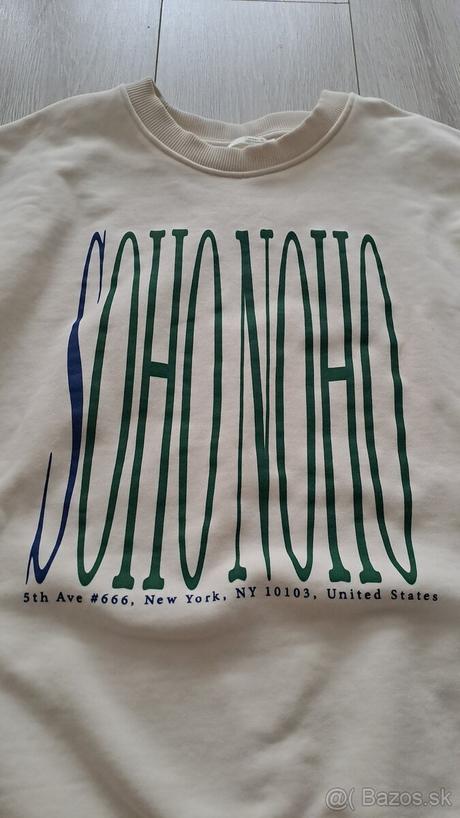 SOHO NOHO
5th Ave #666, New York, NY 10103, United States
@( Bazos.sk